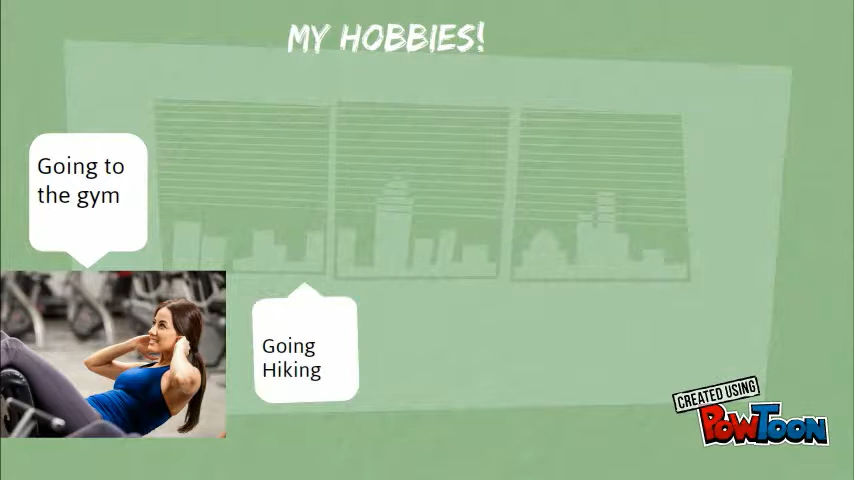 MY HOBBIES!
Going to
the gym
Going
Hiking
CREATED USING
POWTOON